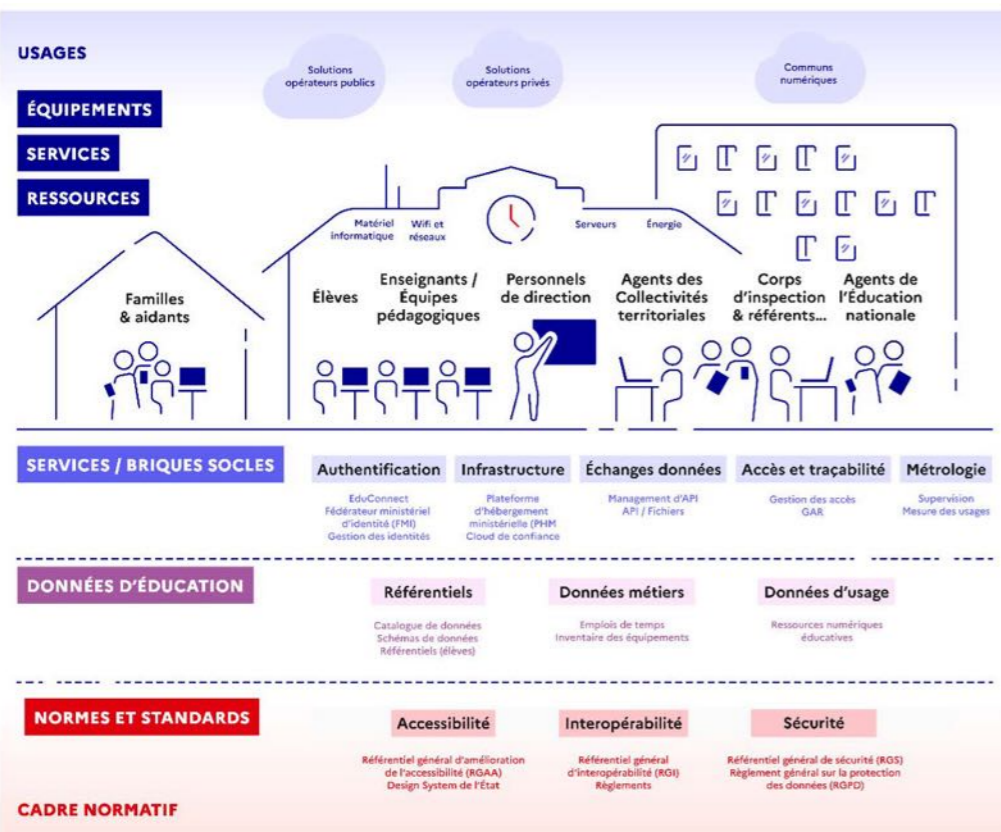 USAGES
Solutions
opérateurs publics
Solutions
opérateurs privés
Communs
numériques
ÉQUIPEMENTS
SERVICES
RESSOURCES
Matériel
informatique
Wifi et
réseaux
Serveurs
Énergie
Familles
& aidants
Élèves
Enseignants /
Équipes
pédagogiques
Personnels
de direction
Agents des
Collectivités
territoriales
Corps
d'inspection
& référents...
Agents de
l'Éducation
nationale
SERVICES / BRIQUES SOCLES
Authentification
EduConnect
Fédérateur ministériel
d'identité (FMI)
Gestion des identités
Infrastructure
Plateforme
d'hébergement
ministérielle (PHM
Cloud de confiance
Échanges données
Management d'API
API / Fichiers
Accès et traçabilité
Gestion des accès
GAR
Métrologie
Supervision
Mesure des usages
DONNÉES D'ÉDUCATION
Référentiels
Catalogue de données
Schémas de données
Référentiels (élèves)
Données métiers
Emplois de temps
Inventaire des équipements
Données d'usage
Ressources numériques
éducatives
NORMES ET STANDARDS
Accessibilité
Référentiel général d'amélioration
de l'accessibilité (RGAA)
Design System de l'État
Interopérabilité
Référentiel général
d'interopérabilité (RGI)
Règlements
Sécurité
Référentiel général de sécurité (RGS)
Règlement général sur la protection
des données (RGPD)
CADRE NORMATIF